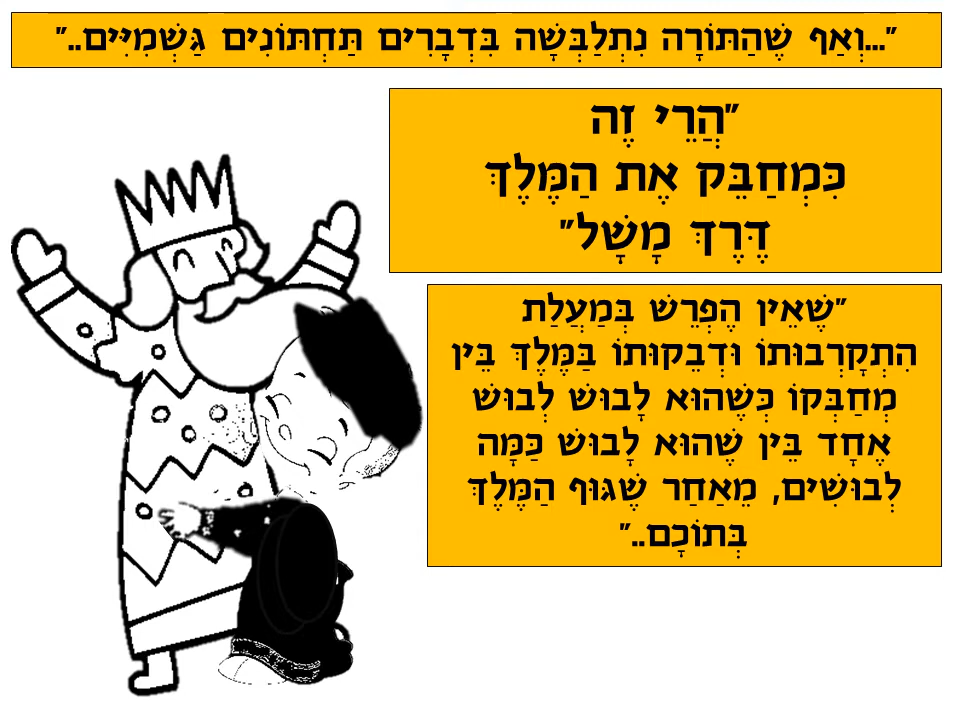 "...וְאַף שֶׁהַתּוֹרָה נִתְלַבְּשָׁה בִּדְבָרִים תַּחְתּוֹנִים גַּשְׁמִיִּים.."
"הֲרֵי זֶה
כִּמְחַבֵּק אֶת הַמֶּלֶךְ
דֶּרֶךְ מָשָׁל"
"שֶׁאֵין הֶפְרֵשׁ בְּמַעֲלַת
הִתְקָרְבוּתוֹ וּדְבֵקוּתוֹ בַּמֶּלֶךְ בֵּין
מְחַבְּקוֹ כְּשֶׁהוּא לָבוּשׁ לְבוּשׁ
אֶחָד בֵּין שֶׁהוּא לָבוּשׁ כַּמָּה
לְבוּשִׁים, מֵאַחַר שֶׁגּוּף הַמֶּלֶךְ
בְּתוֹכָם.."